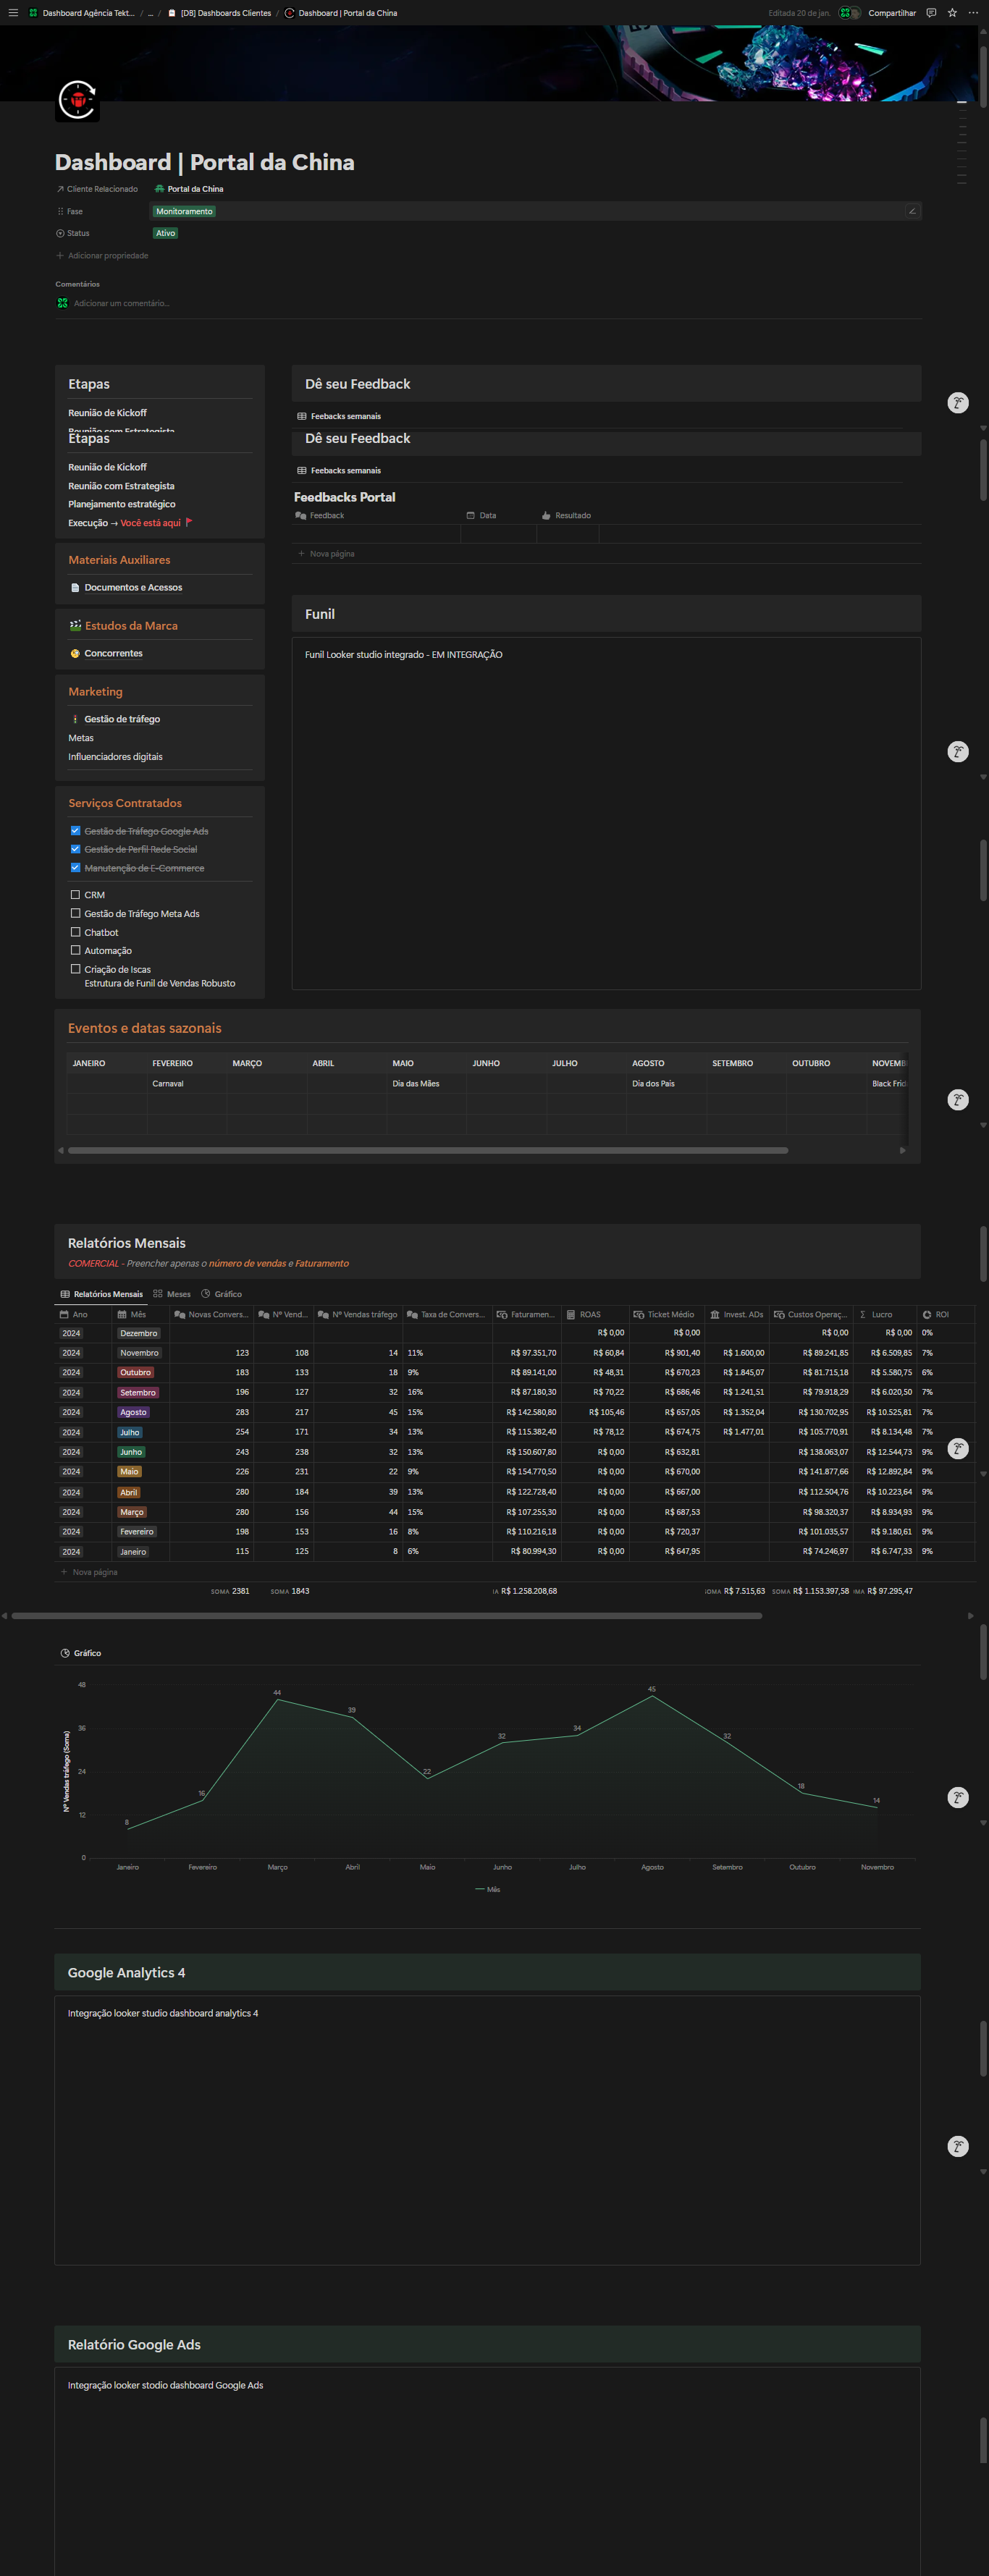 Dashboard Agência Tekt... / ... / [DB] Dashboards Clientes / Dashboard | Portal da China
Editada 20 de jan. Compartilhar
Dashboard | Portal da China
Cliente Relacionado Portal da China
Fase Monitoramento
Status Ativo
Adicionar propriedade
Comentários
Adicionar um comentário...
Etapas
Reunião de Kickoff
Reunião com Estrategista
Dê seu Feedback
Feebacks semanais
Etapas
Reunião de Kickoff
Reunião com Estrategista
Planejamento estratégico
Execução → Você está aqui
Dê seu Feedback
Feebacks semanais
Feedbacks Portal
Feedback Data Resultado
Nova página
Materiais Auxiliares
Documentos e Acessos
Estudos da Marca
Concorrentes
Marketing
Gestão de tráfego
Metas
Influenciadores digitais
Serviços Contratados
Gestão de Tráfego Google Ads
Gestão de Perfil Rede Social
Manutenção de E-Commerce
CRM
Gestão de Tráfego Meta Ads
Chatbot
Automação
Criação de Iscas
Estrutura de Funil de Vendas Robusto
Funil
Funil Looker studio integrado - EM INTEGRAÇÃO
Eventos e datas sazonais
JANEIRO FEVEREIRO MARÇO ABRIL MAIO JUNHO JULHO AGOSTO SETEMBRO OUTUBRO NOVEMB
Carnaval Dia das Mães Dia dos Pais Black Frid
Relatórios Mensais
COMERCIAL - Preencher apenas o número de vendas e Faturamento
Relatórios Mensais Meses Gráfico
Ano Mês Novas Convers... Nº Vend... Nº Vendas tráfego Taxa de Convers... Faturamen... ROAS Ticket Médio Invest. ADs Custos Operaç... Lucro ROI
2024 Dezembro R$ 0,00 R$ 0,00 R$ 0,00 R$ 0,00 0%
2024 Novembro 123 108 14 11% R$ 97.351,70 R$ 60,84 R$ 901,40 R$ 1.600,00 R$ 89.241,85 R$ 6.509,85 7%
2024 Outubro 183 133 18 9% R$ 89.141,00 R$ 48,31 R$ 670,23 R$ 1.845,07 R$ 81.715,18 R$ 5.580,75 6%
2024 Setembro 196 127 32 16% R$ 87.180,30 R$ 70,22 R$ 686,46 R$ 1.241,51 R$ 79.918,29 R$ 6.020,50 7%
2024 Agosto 283 217 45 15% R$ 142.580,80 R$ 105,46 R$ 657,05 R$ 1.352,04 R$ 130.702,95 R$ 10.525,81 7%
2024 Julho 254 171 34 13% R$ 115.382,40 R$ 78,12 R$ 674,75 R$ 1.477,01 R$ 105.770,91 R$ 8.134,48 7%
2024 Junho 243 238 32 13% R$ 150.607,80 R$ 0,00 R$ 632,81 R$ 138.063,07 R$ 12.544,73 9%
2024 Maio 226 231 22 9% R$ 154.770,50 R$ 0,00 R$ 670,00 R$ 141.877,66 R$ 12.892,84 9%
2024 Abril 280 184 39 13% R$ 122.728,40 R$ 0,00 R$ 667,00 R$ 112.504,76 R$ 10.223,64 9%
2024 Março 280 156 44 15% R$ 107.255,30 R$ 0,00 R$ 687,53 R$ 98.320,37 R$ 8.934,93 9%
2024 Fevereiro 198 153 16 8% R$ 110.216,18 R$ 0,00 R$ 720,37 R$ 101.035,57 R$ 9.180,61 9%
2024 Janeiro 115 125 8 6% R$ 80.994,30 R$ 0,00 R$ 647,95 R$ 74.246,97 R$ 6.747,33 9%
Nova página
SOMA 2381 SOMA 1843 IA R$ 1.258.208,68 SOMA R$ 7.515,63 SOMA R$ 1.153.397,58 MA R$ 97.295,47
Gráfico
Nº Vendas tráfego (Soma)
48
36
24
12
0
8 16 44 39 22 32 34 45 32 18 14
Janeiro Fevereiro Março Abril Maio Junho Julho Agosto Setembro Outubro Novembro
Mês
Google Analytics 4
Integração looker studio dashboard analytics 4
Relatório Google Ads
Integração looker stodio dashboard Google Ads